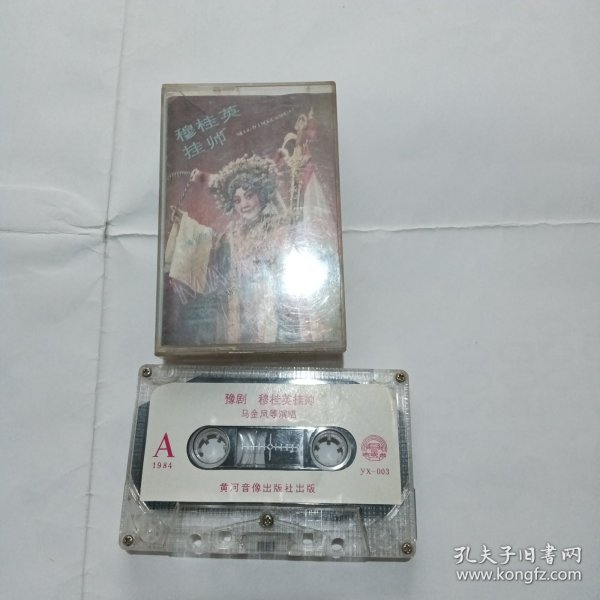 穆桂英
挂帅
豫剧 穆桂英挂帅
马金凤等演唱
A
1984
УХ-003
黄河音像出版社出版
孔夫子旧书网
www.kongfz.com